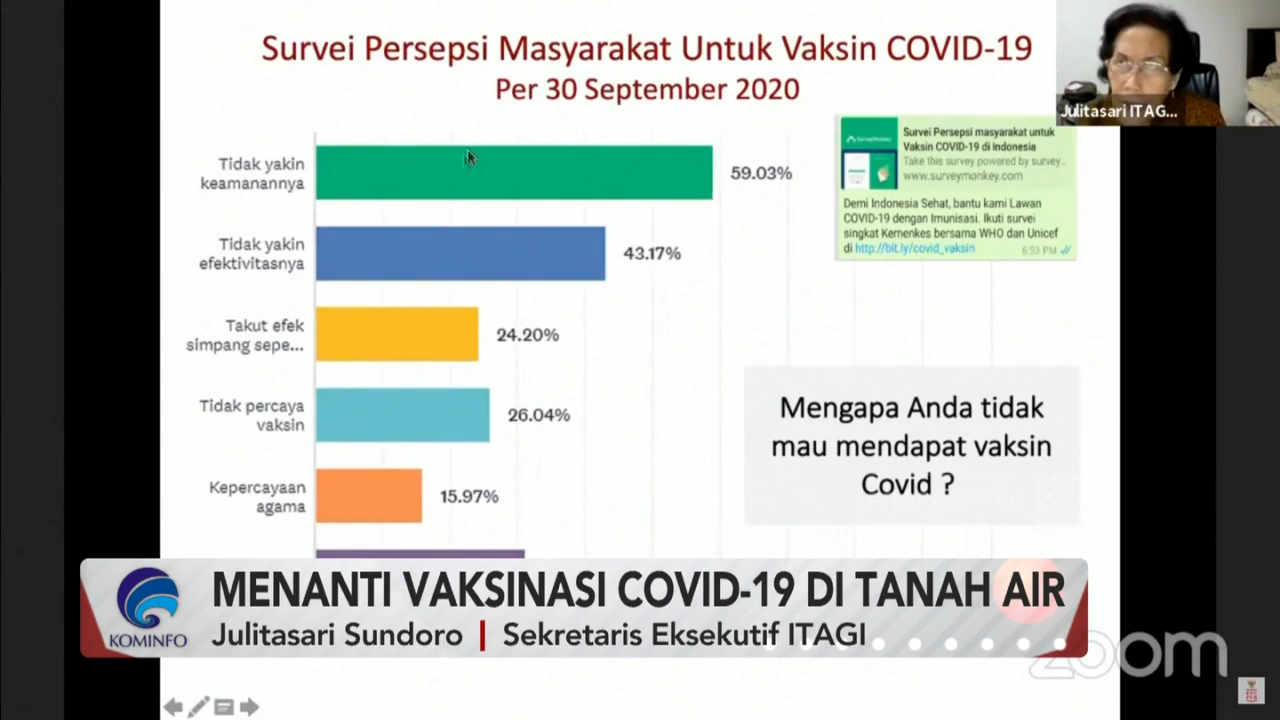 Survei Persepsi Masyarakat Untuk Vaksin COVID-19
Per 30 September 2020
Julitasari ITAG...
Tidak yakin
keamanannya
59.03%
Tidak yakin
efektivitasnya
43.17%
Takut efek
simpang sepe...
24.20%
Tidak percaya
vaksin
26.04%
Kepercayaan
agama
15.97%
SurveyMonkey
Survei Persepsi masyarakat untuk
Vaksin COVID-19 di Indonesia
Take this survey powered by survey...
www.surveymonkey.com
Demi Indonesia Sehat, bantu kami Lawan
COVID-19 dengan Imunisasi. Ikuti survei
singkat Kemenkes bersama WHO dan Unicef
di http://bit.ly/covid_vaksin
6:53 PM
Mengapa Anda tidak
mau mendapat vaksin
Covid ?
KOMINFO
MENANTI VAKSINASI COVID-19 DI TANAH AIR
Julitasari Sundoro | Sekretaris Eksekutif ITAGI
zoom